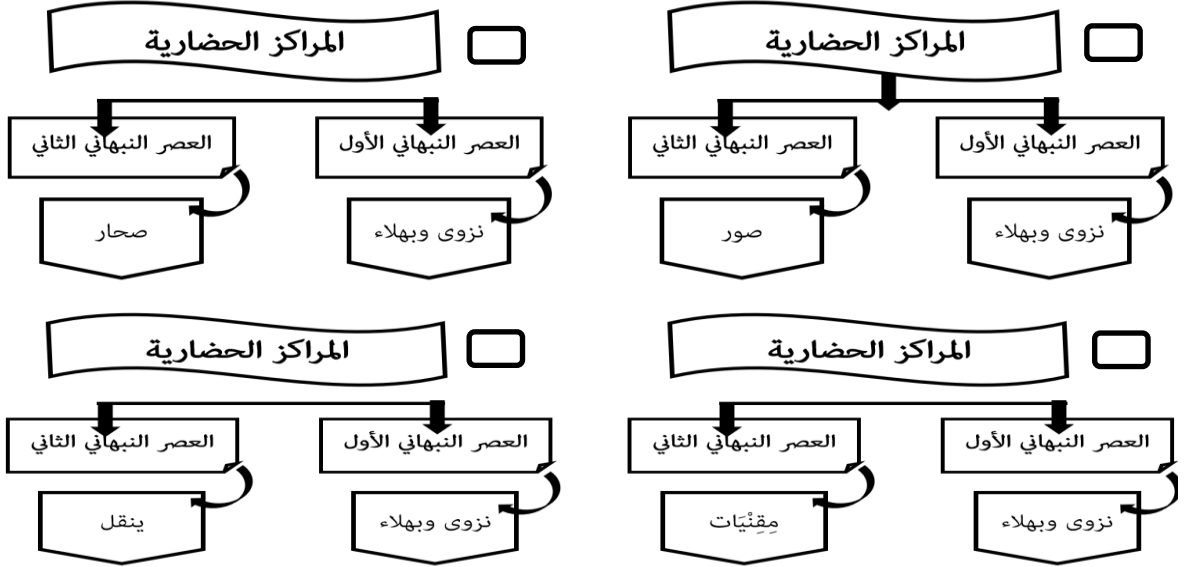 المراكز الحضارية
العصر النبهاني الأول
العصر النبهاني الثاني
نزوى وبهلاء
صور
المراكز الحضارية
العصر النبهاني الأول
العصر النبهاني الثاني
نزوى وبهلاء
صحار
المراكز الحضارية
العصر النبهاني الأول
العصر النبهاني الثاني
نزوى وبهلاء
مِقِنْيَات
المراكز الحضارية
العصر النبهاني الأول
العصر النبهاني الثاني
نزوى وبهلاء
ينقل